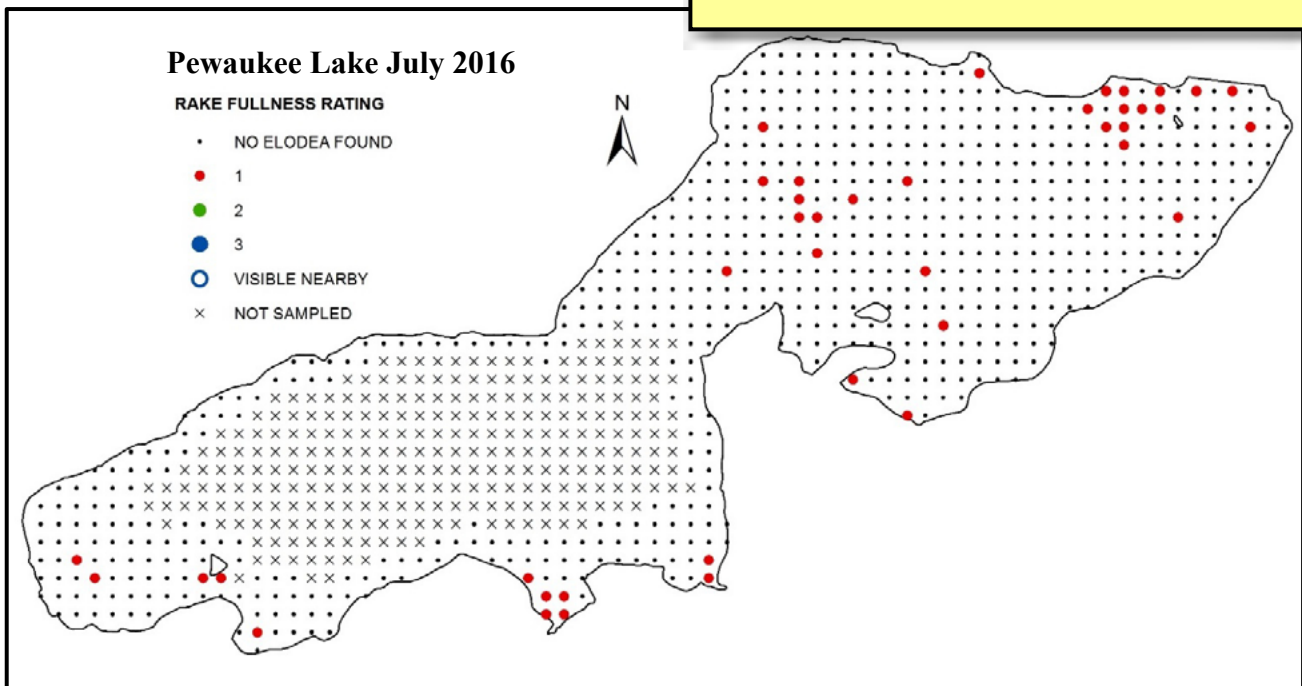 Pewaukee Lake July 2016
RAKE FULLNESS RATING
NO ELODEA FOUND
1
2
3
VISIBLE NEARBY
NOT SAMPLED
N